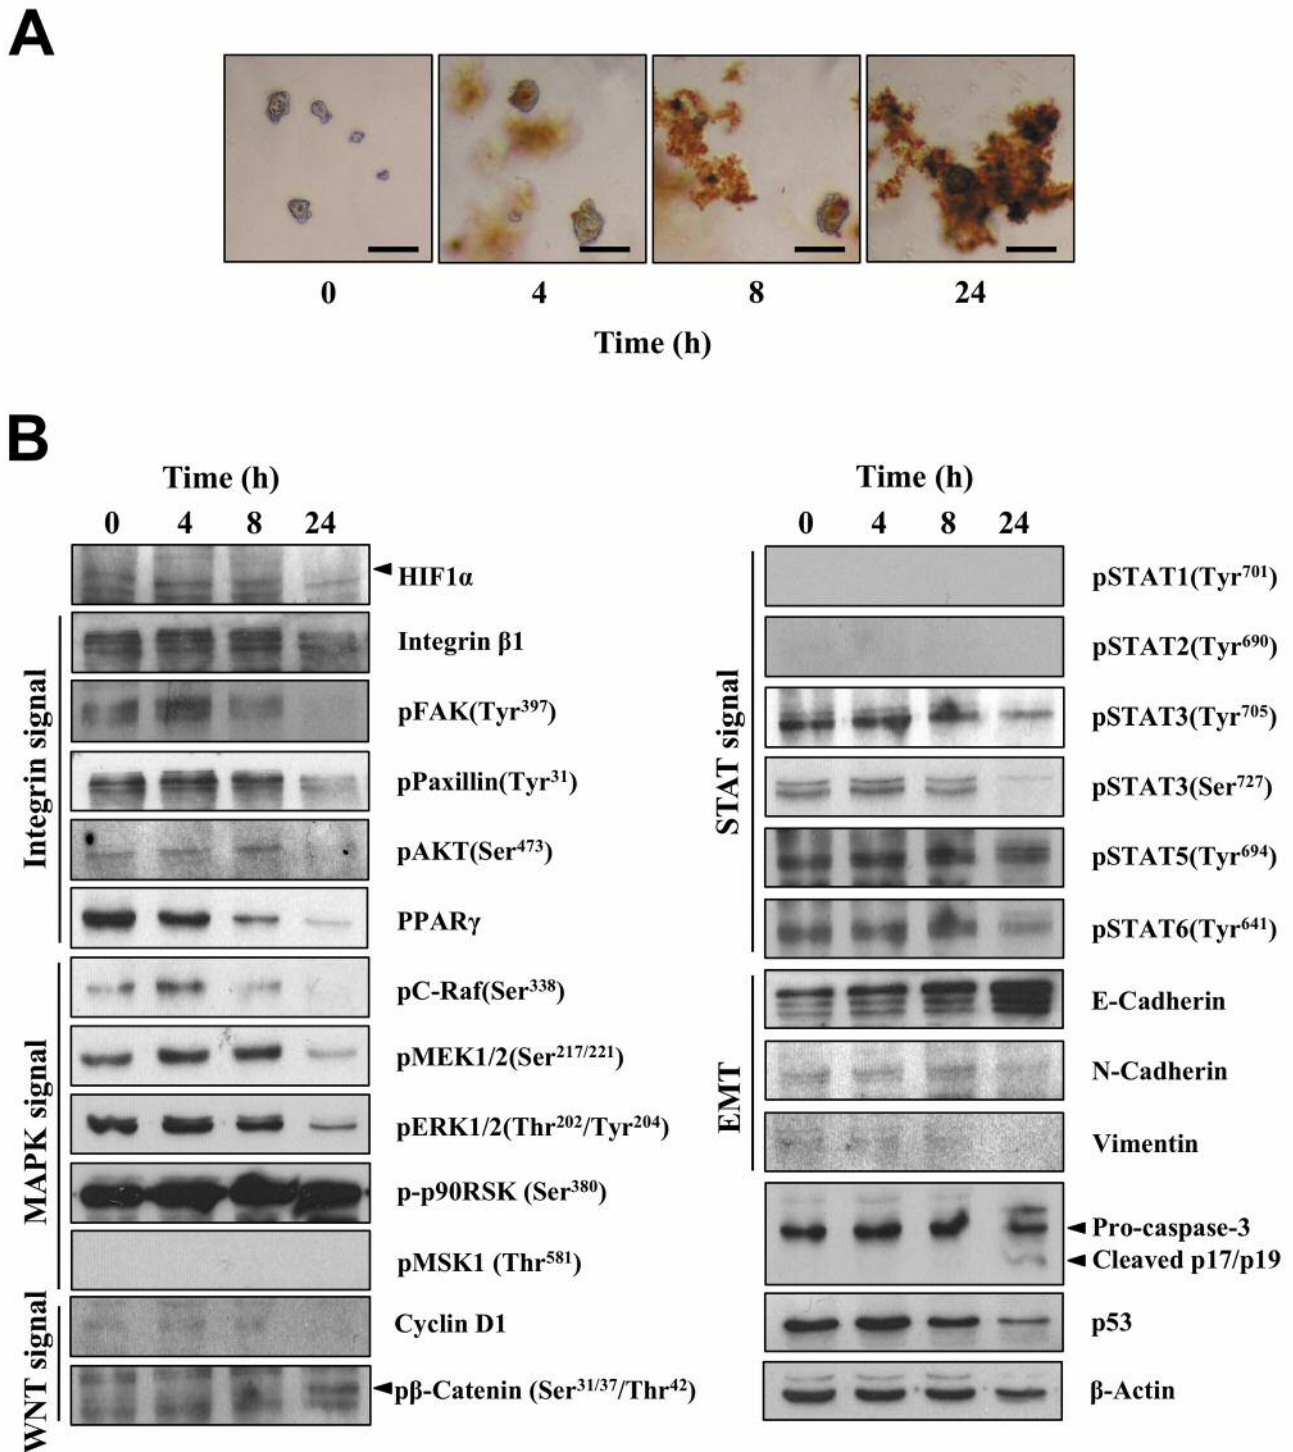 A
0 4 8 24
Time (h)
B
Time (h)
0 4 8 24
HIF1α
Integrin signal
Integrin β1
pFAK(Tyr397)
pPaxillin(Tyr31)
pAKT(Ser473)
PPARγ
MAPK signal
pC-Raf(Ser338)
pMEK1/2(Ser217/221)
pERK1/2(Thr202/Tyr204)
p-p90RSK (Ser380)
pMSK1 (Thr581)
WNT signal
Cyclin D1
pβ-Catenin (Ser31/37/Thr42)
Time (h)
0 4 8 24
STAT signal
pSTAT1(Tyr701)
pSTAT2(Tyr690)
pSTAT3(Tyr705)
pSTAT3(Ser727)
pSTAT5(Tyr694)
pSTAT6(Tyr641)
EMT
E-Cadherin
N-Cadherin
Vimentin
Pro-caspase-3
Cleaved p17/p19
p53
β-Actin